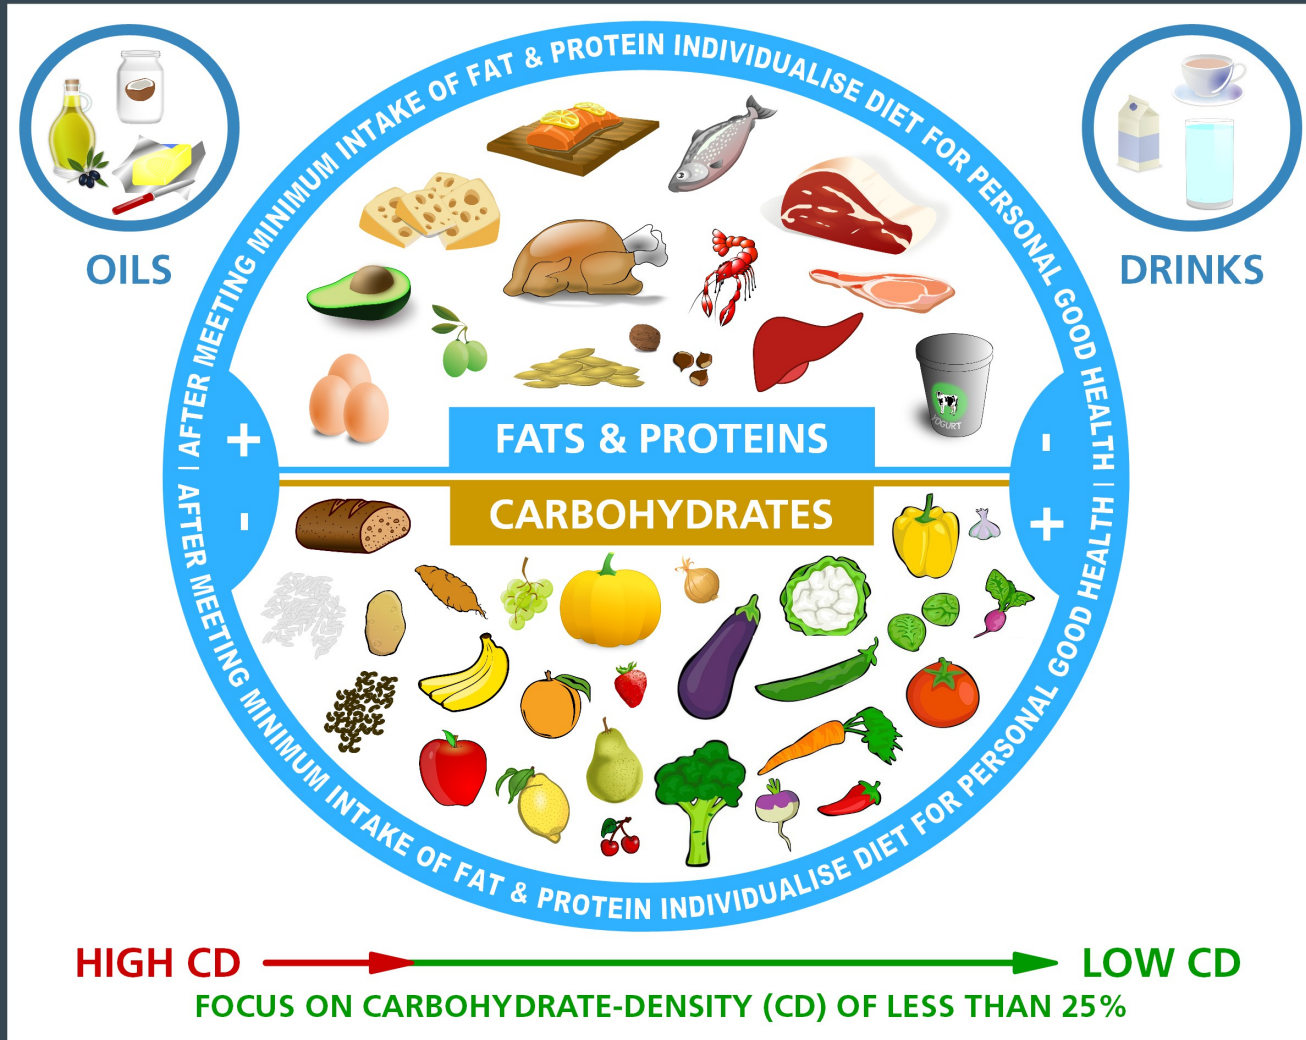 AFTER MEETING MINIMUM INTAKE OF FAT & PROTEIN INDIVIDUALISE DIET FOR PERSONAL GOOD HEALTH |
OILS
DRINKS
YOGURT
+
-
FATS & PROTEINS
CARBOHYDRATES
-
+
| AFTER MEETING MINIMUM INTAKE OF FAT & PROTEIN INDIVIDUALISE DIET FOR PERSONAL GOOD HEALTH
HIGH CD
LOW CD
FOCUS ON CARBOHYDRATE-DENSITY (CD) OF LESS THAN 25%